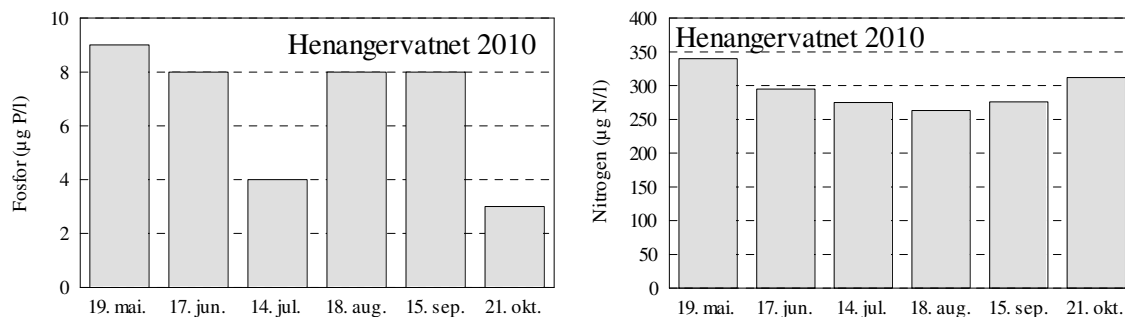 Henangervatnet 2010
Fosfor (µg P/l)
10
8
6
4
2
0
19. mai.
17. jun.
14. jul.
18. aug.
15. sep.
21. okt.
Henangervatnet 2010
Nitrogen (µg N/l)
400
350
300
250
200
150
100
50
0
19. mai.
17. jun.
14. jul.
18. aug.
15. sep.
21. okt.